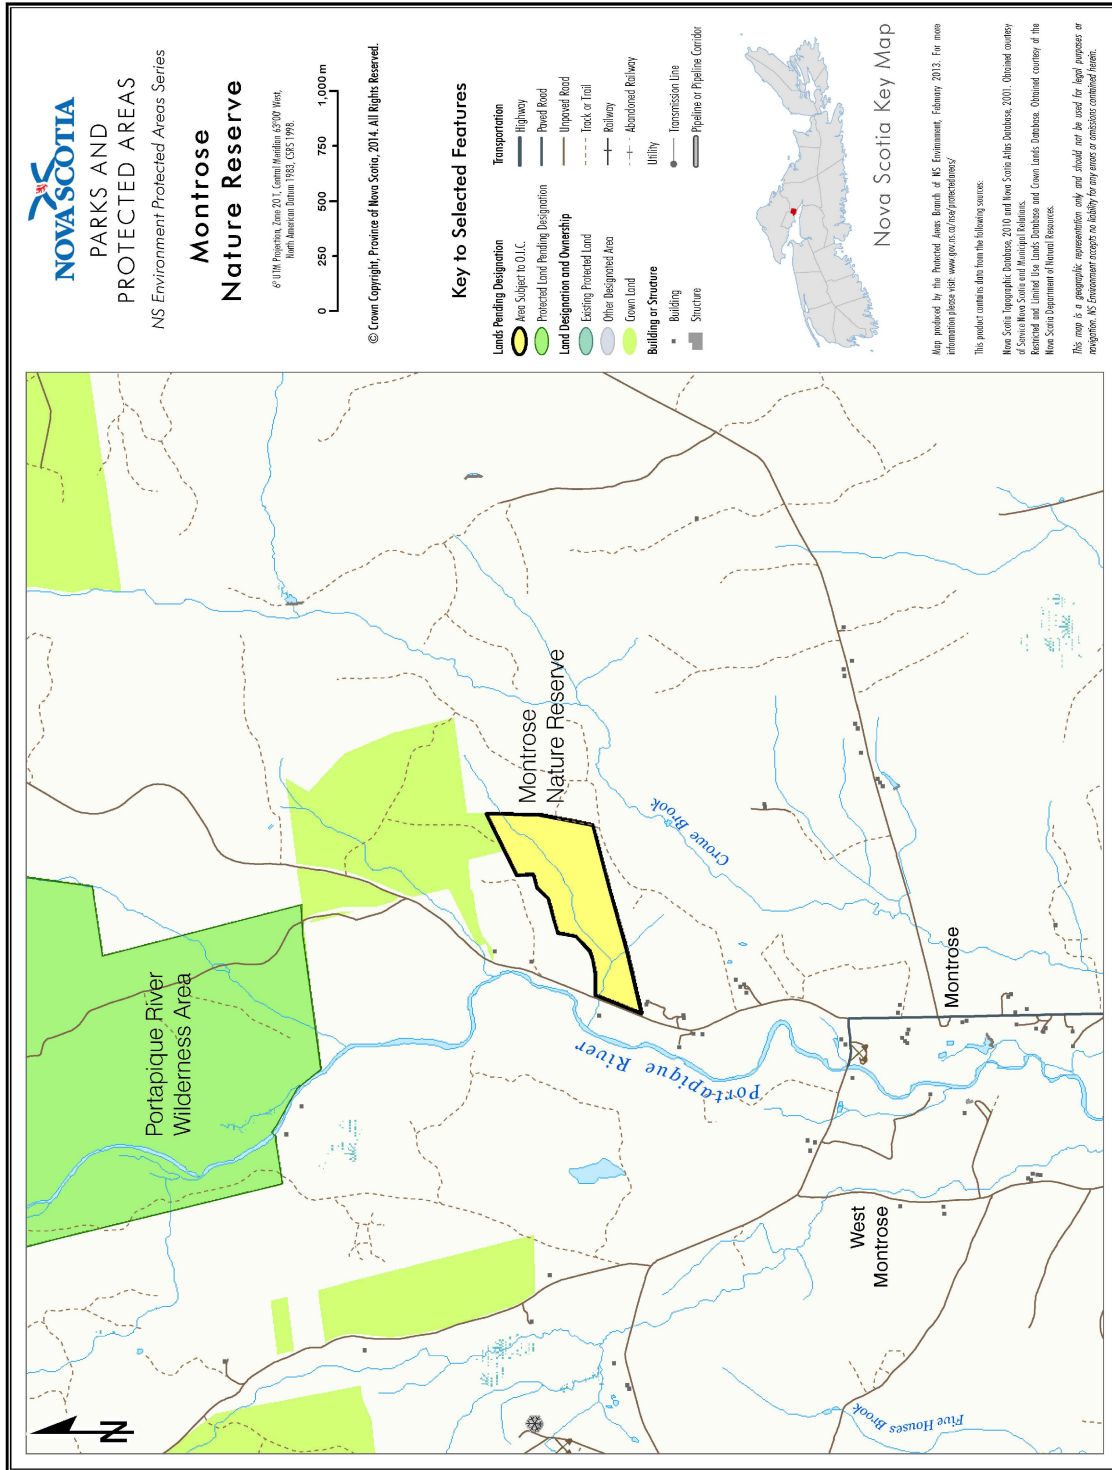 NOVA SCOTIA
PARKS AND
PROTECTED AREAS
NS Environment Protected Areas Series
Montrose
Nature Reserve
6º UTM Projection, Zone 20 T, Central Meridian 63º00' West,
North American Datum 1983, CSRS 1998.
0 250 500 750 1,000 m
© Crown Copyright, Province of Nova Scotia, 2014. All Rights Reserved.
Key to Selected Features
Lands Pending Designation
Area Subject to O.I.C.
Protected Land Pending Designation
Land Designation and Ownership
Existing Protected Land
Other Designated Area
Crown Land
Building or Structure
Building
Structure
Transportation
Highway
Paved Road
Unpaved Road
Track or Trail
Railway
Abandoned Railway
Utility
Transmission Line
Pipeline or Pipeline Corridor
Nova Scotia Key Map
Map produced by the Protected Areas Branch of NS Environment, February 2013. For more
information please visit: www.gov.ns.ca/nse/protectedareas/
This product contains data from the following sources:
Nova Scotia Topographic Database, 2010 and Nova Scotia Atlas Database, 2001. Obtained courtesy
of Service Nova Scotia and Municipal Relations.
Restricted and Limited Use Lands Database and Crown Lands Database. Obtained courtesy of the
Nova Scotia Department of Natural Resources.
This map is a geographic representation only and should not be used for legal purposes or
navigation. NS Environment accepts no liability for any errors or omissions contained herein.
N
Portapique River
Wilderness Area
Montrose
Nature Reserve
Crowe Brook
Portapique River
Montrose
West
Montrose
Five Houses Brook